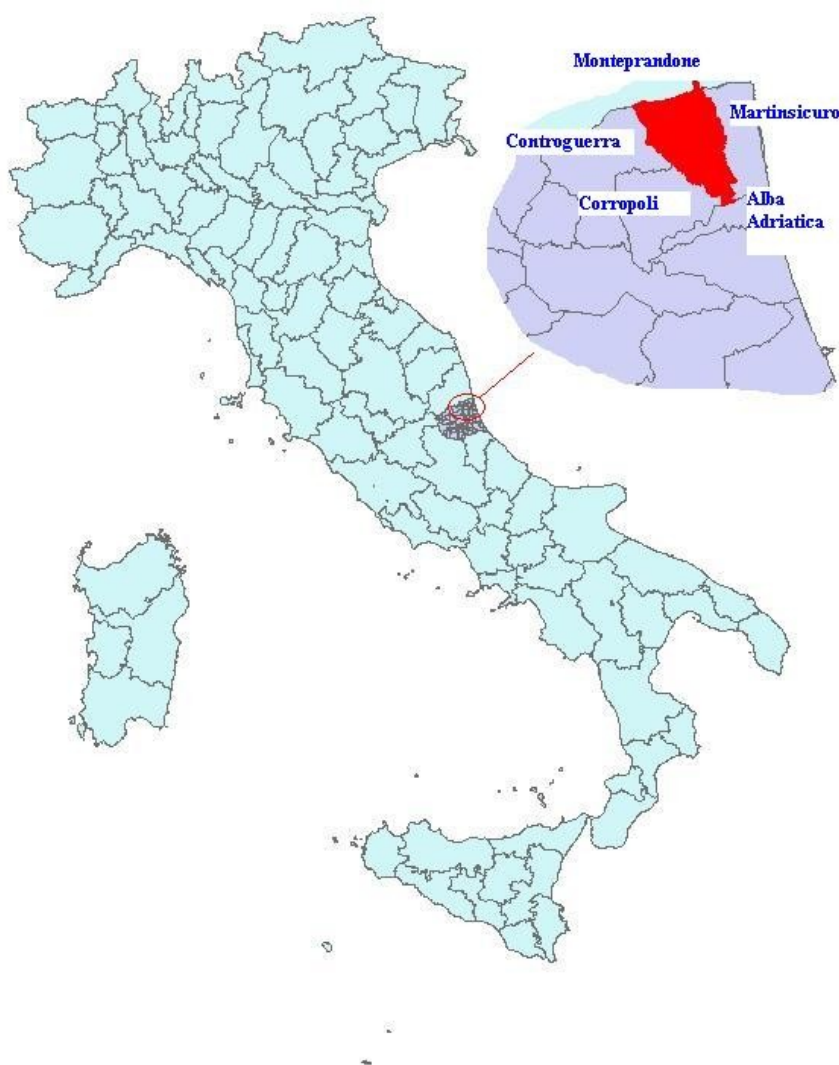 Monteprandone
Martinsicuro
Controguerra
Corropoli
Alba
Adriatica